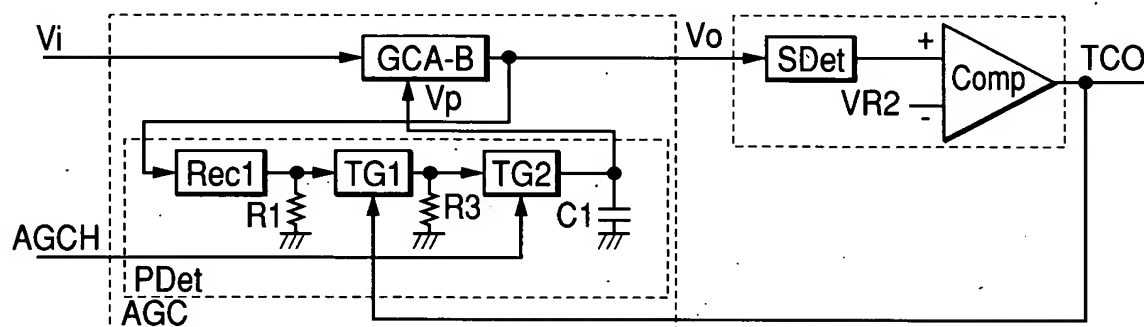 Vi
GCA-B
Vp
Vo
SDet
+
Comp
VR2
-
TCO
Rec1
TG1
TG2
R1
R3
C1
AGCH
PDet
AGC